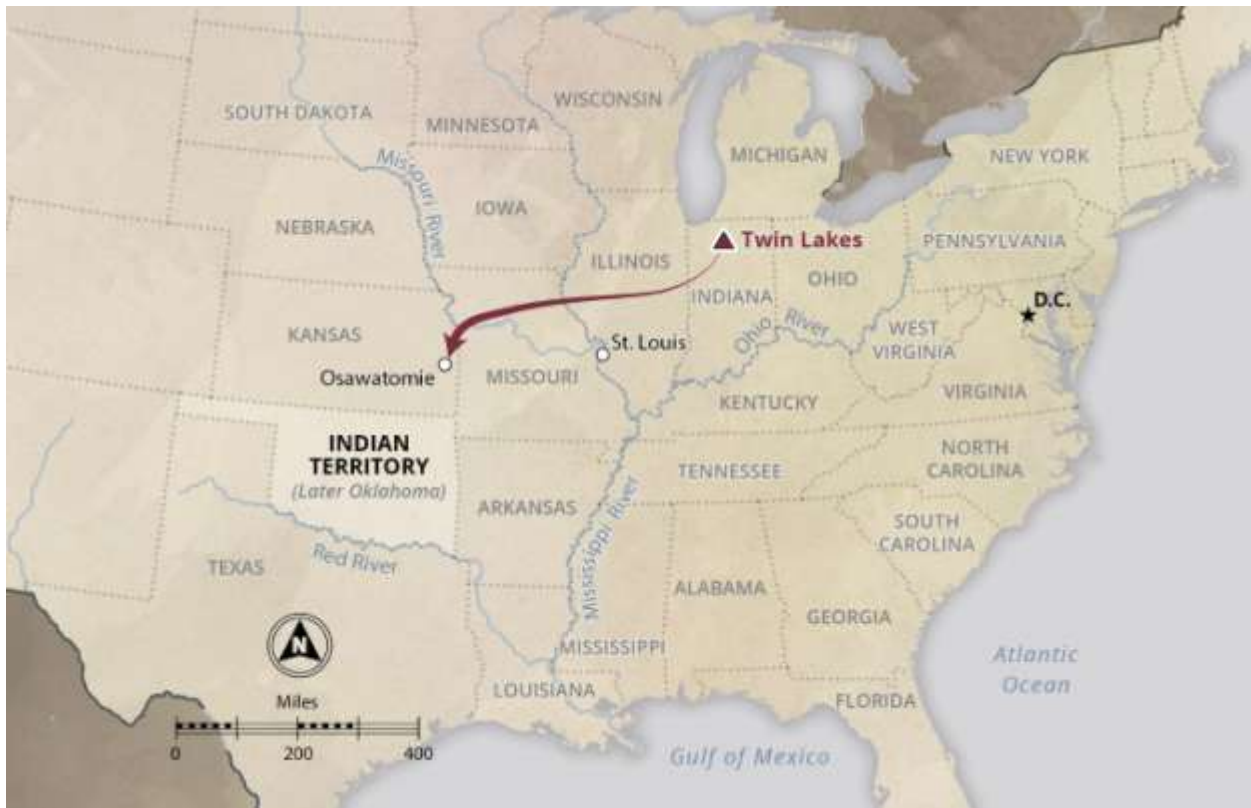 WISCONSIN
SOUTH DAKOTA
MINNESOTA
MICHIGAN
NEW YORK
Missouri River
IOWA
NEBRASKA
Twin Lakes
PENNSYLVANIA
ILLINOIS
OHIO
INDIANA
D.C.
KANSAS
Ohio River
WEST
VIRGINIA
St. Louis
Osawatomie
MISSOURI
VIRGINIA
KENTUCKY
INDIAN
TERRITORY
(Later Oklahoma)
NORTH
CAROLINA
TENNESSEE
ARKANSAS
Mississippi River
SOUTH
CAROLINA
Red River
TEXAS
ALABAMA
GEORGIA
N
MISSISSIPPI
Atlantic
Ocean
LOUISIANA
FLORIDA
Miles
0 200 400
Gulf of Mexico